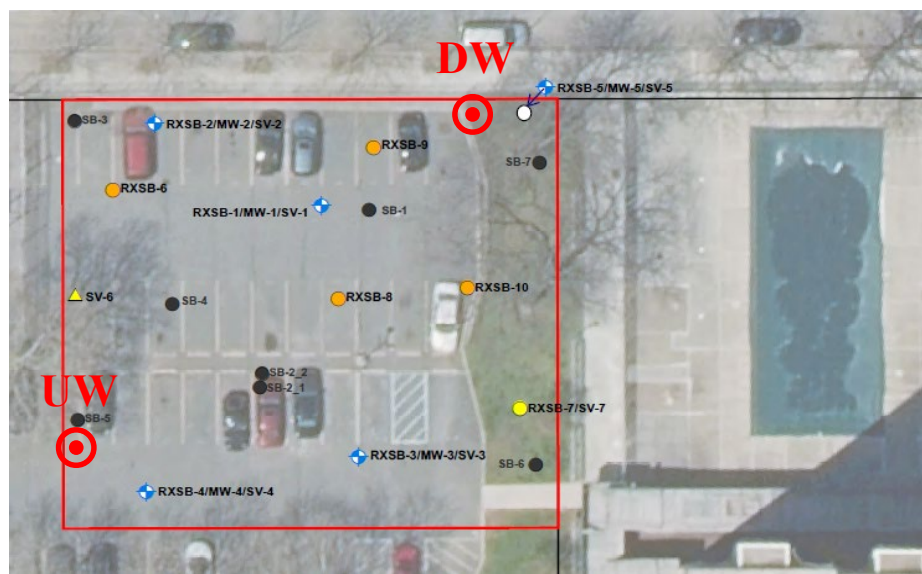 DW
RXSB-5/MW-5/SV-5
SB-3
RXSB-2/MW-2/SV-2
RXSB-9
SB-7
RXSB-6
RXSB-1/MW-1/SV-1
SB-1
SV-6
SB-4
RXSB-8
RXSB-10
SB-2_2
SB-2_1
UW
SB-5
RXSB-7/SV-7
RXSB-3/MW-3/SV-3
SB-6
RXSB-4/MW-4/SV-4